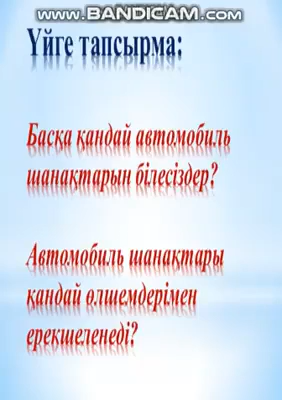 www.BANDICAM.com
Үйге тапсырма:
Басқа қандай автомобиль
шанақтарын білесіздер?
Автомобиль шанақтары
қандай өлшемдерімен
ерекшеленеді?